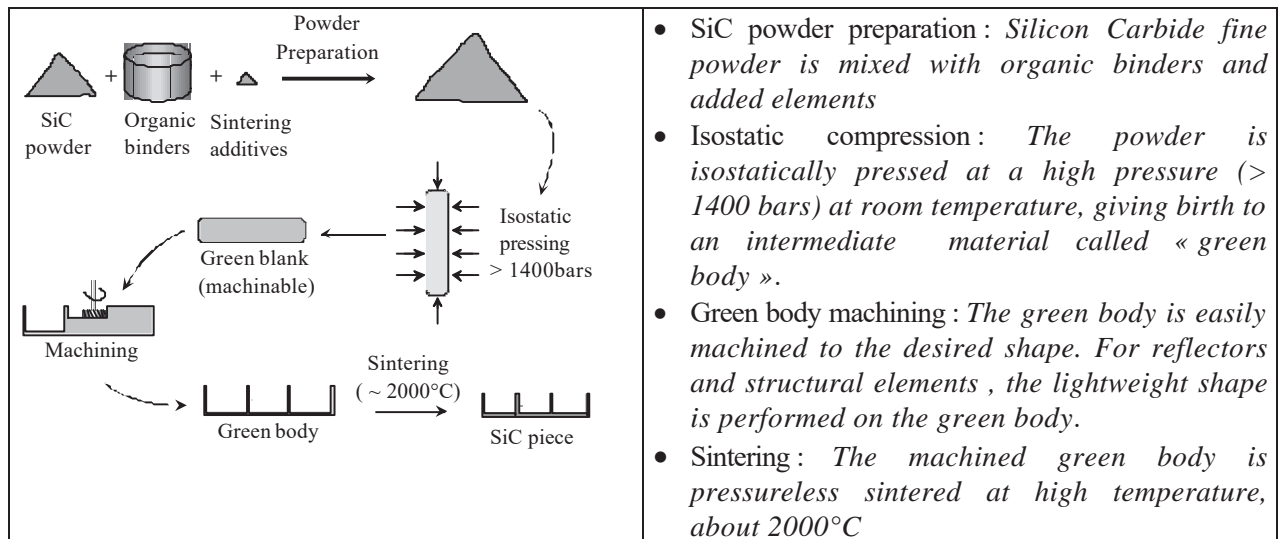 Powder
Preparation
+
+
SiC
powder
Organic
binders
Sintering
additives
Isostatic
pressing
> 1400bars
Green blank
(machinable)
Machining
Sintering
( ~ 2000°C)
Green body
SiC piece
• SiC powder preparation : Silicon Carbide fine
powder is mixed with organic binders and
added elements
• Isostatic compression : The powder is
isostatically pressed at a high pressure (>
1400 bars) at room temperature, giving birth to
an intermediate material called « green
body ».
• Green body machining : The green body is easily
machined to the desired shape. For reflectors
and structural elements , the lightweight shape
is performed on the green body.
• Sintering : The machined green body is
pressureless sintered at high temperature,
about 2000°C